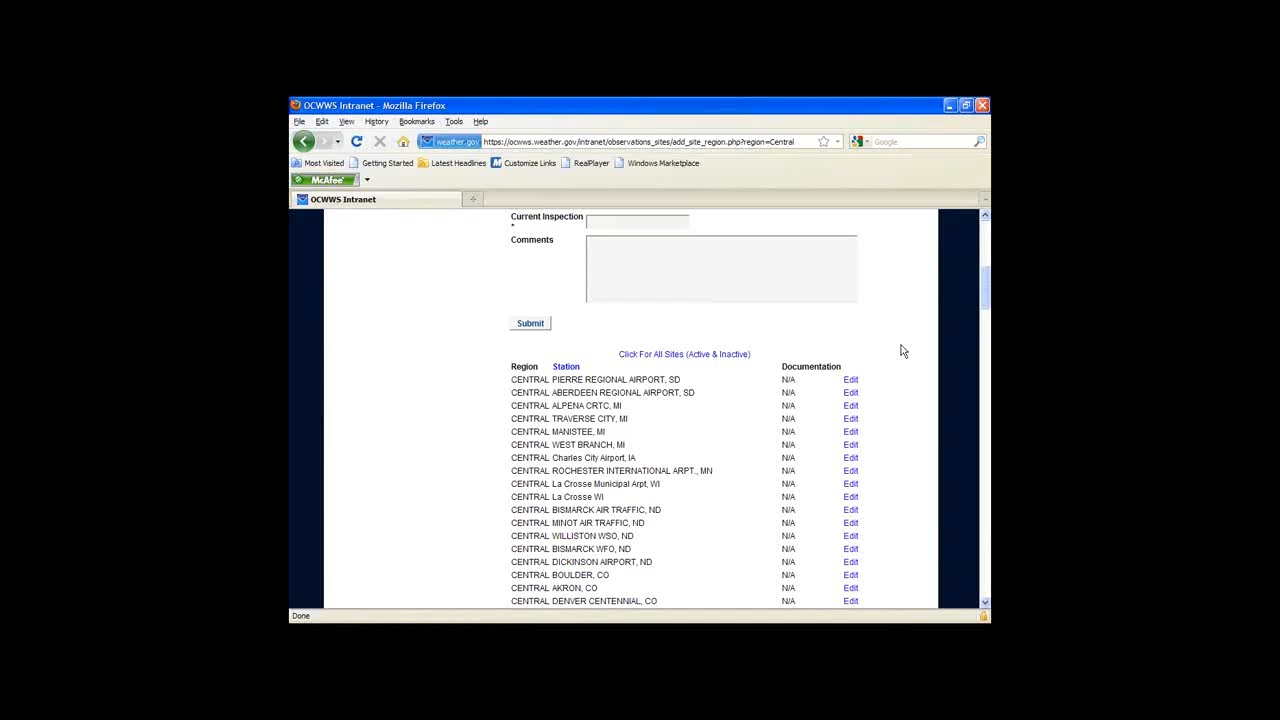 OCWWS Intranet - Mozilla Firefox
File Edit View History Bookmarks Tools Help
weather.gov https://ocwws.weather.gov/intranet/observations_sites/add_site_region.php?region=Central Google
Most Visited Getting Started Latest Headlines Customize Links RealPlayer Windows Marketplace
McAfee
OCWWS Intranet
Current Inspection
*
Comments
Submit
Click For All Sites (Active & Inactive)
Region Station Documentation
CENTRAL PIERRE REGIONAL AIRPORT, SD N/A Edit
CENTRAL ABERDEEN REGIONAL AIRPORT, SD N/A Edit
CENTRAL ALPENA CRTC, MI N/A Edit
CENTRAL TRAVERSE CITY, MI N/A Edit
CENTRAL MANISTEE, MI N/A Edit
CENTRAL WEST BRANCH, MI N/A Edit
CENTRAL Charles City Airport, IA N/A Edit
CENTRAL ROCHESTER INTERNATIONAL ARPT., MN N/A Edit
CENTRAL La Crosse Municipal Arpt, WI N/A Edit
CENTRAL La Crosse WI N/A Edit
CENTRAL BISMARCK AIR TRAFFIC, ND N/A Edit
CENTRAL MINOT AIR TRAFFIC, ND N/A Edit
CENTRAL WILLISTON WSO, ND N/A Edit
CENTRAL BISMARCK WFO, ND N/A Edit
CENTRAL DICKINSON AIRPORT, ND N/A Edit
CENTRAL BOULDER, CO N/A Edit
CENTRAL AKRON, CO N/A Edit
CENTRAL DENVER CENTENNIAL, CO N/A Edit
Done